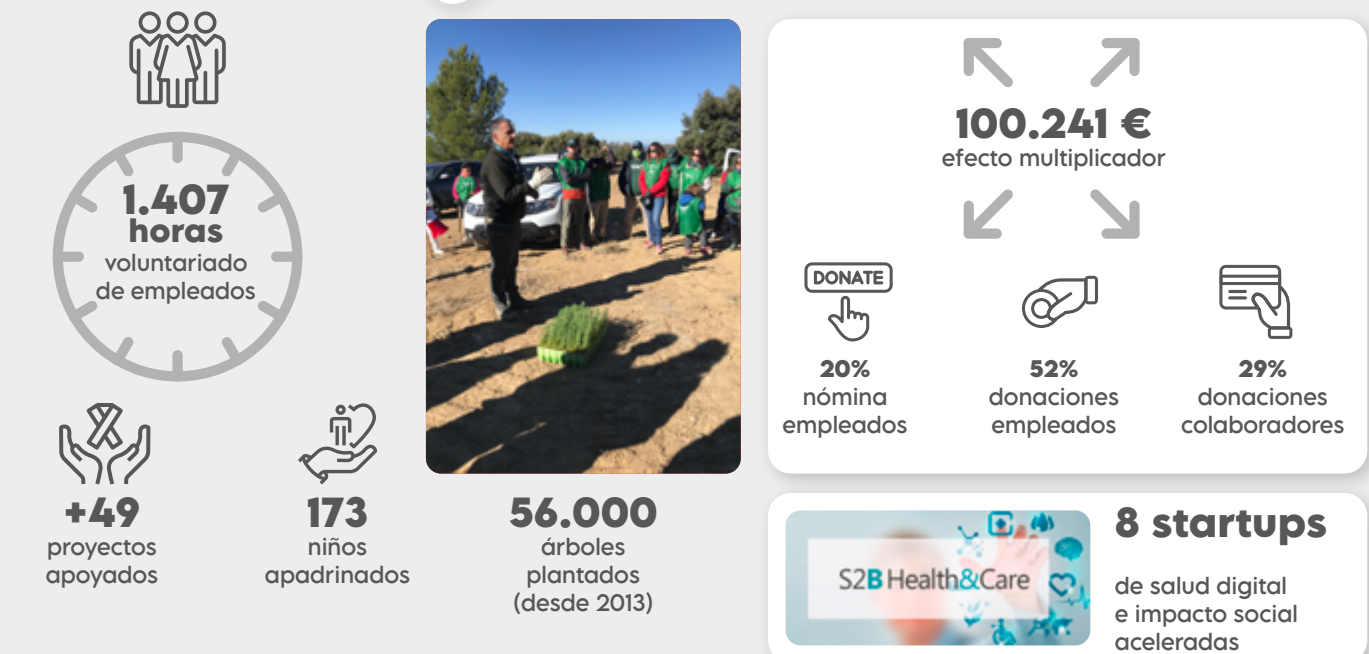 1.407
horas
voluntariado
de empleados
+49
proyectos
apoyados
173
niños
apadrinados
56.000
árboles
plantados
(desde 2013)
100.241 €
efecto multiplicador
DONATE
20%
nómina
empleados
52%
donaciones
empleados
29%
donaciones
colaboradores
S2B Health&Care
8 startups
de salud digital
e impacto social
aceleradas